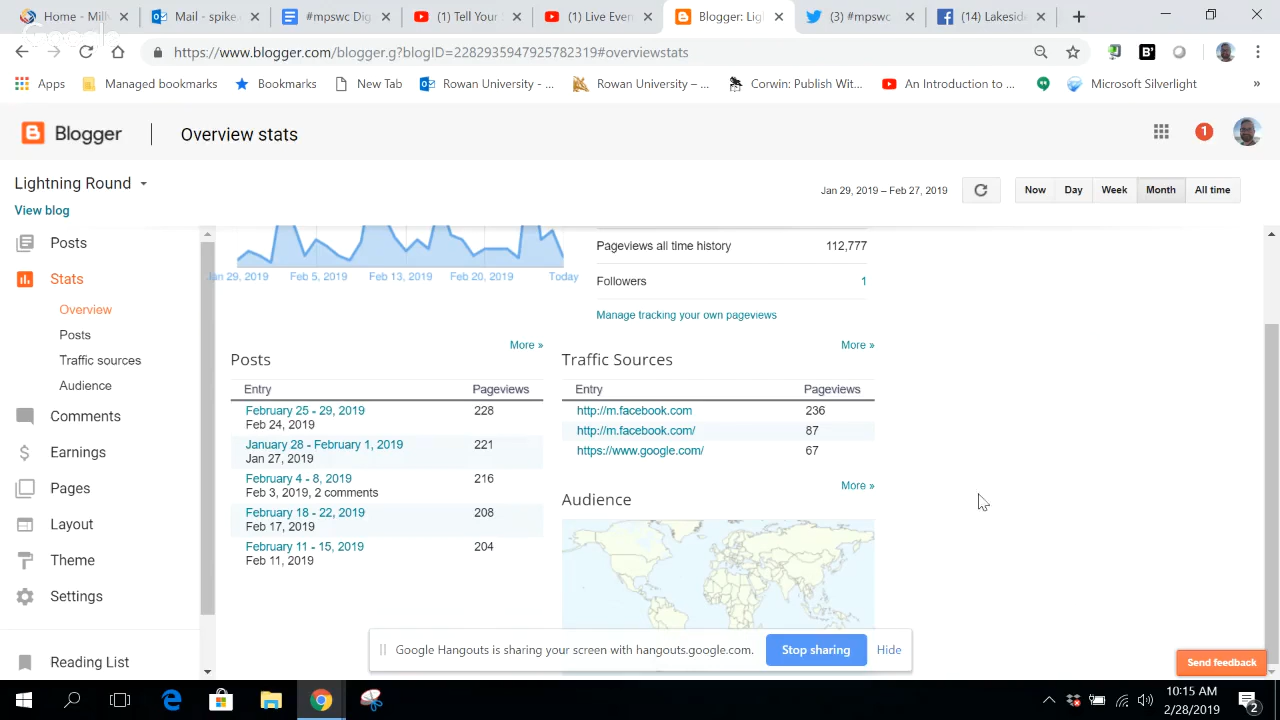 Home - Mill
Mail - spike
#mpswc Dig
(1) Tell Your
(1) Live Even
Blogger: Ligh
(3) #mpswc
(14) Lakeside
Google
https://www.blogger.com/blogger.g?blogID=2282935947925782319#overviewstats
Apps
Managed bookmarks
Bookmarks
New Tab
Rowan University - ...
Rowan University – ...
Corwin: Publish Wit...
An Introduction to ...
Microsoft Silverlight
»
Blogger
Overview stats
1
Lightning Round
Jan 29, 2019 – Feb 27, 2019
Now
Day
Week
Month
All time
View blog
Posts
Stats
Overview
Posts
Traffic sources
Audience
Comments
Earnings
Pages
Layout
Theme
Settings
Reading List
Jan 29, 2019 Feb 5, 2019 Feb 13, 2019 Feb 20, 2019 Today
Pageviews all time history 112,777
Followers 1
Manage tracking your own pageviews
More »
Posts
Entry Pageviews
February 25 - 29, 2019 228
Feb 24, 2019
January 28 - February 1, 2019 221
Jan 27, 2019
February 4 - 8, 2019 216
Feb 3, 2019, 2 comments
February 18 - 22, 2019 208
Feb 17, 2019
February 11 - 15, 2019 204
Feb 11, 2019
More »
Traffic Sources
Entry Pageviews
http://m.facebook.com 236
http://m.facebook.com/ 87
https://www.google.com/ 67
More »
Audience
Google Hangouts is sharing your screen with hangouts.google.com.
Stop sharing
Hide
Send feedback
10:15 AM
2/28/2019
2